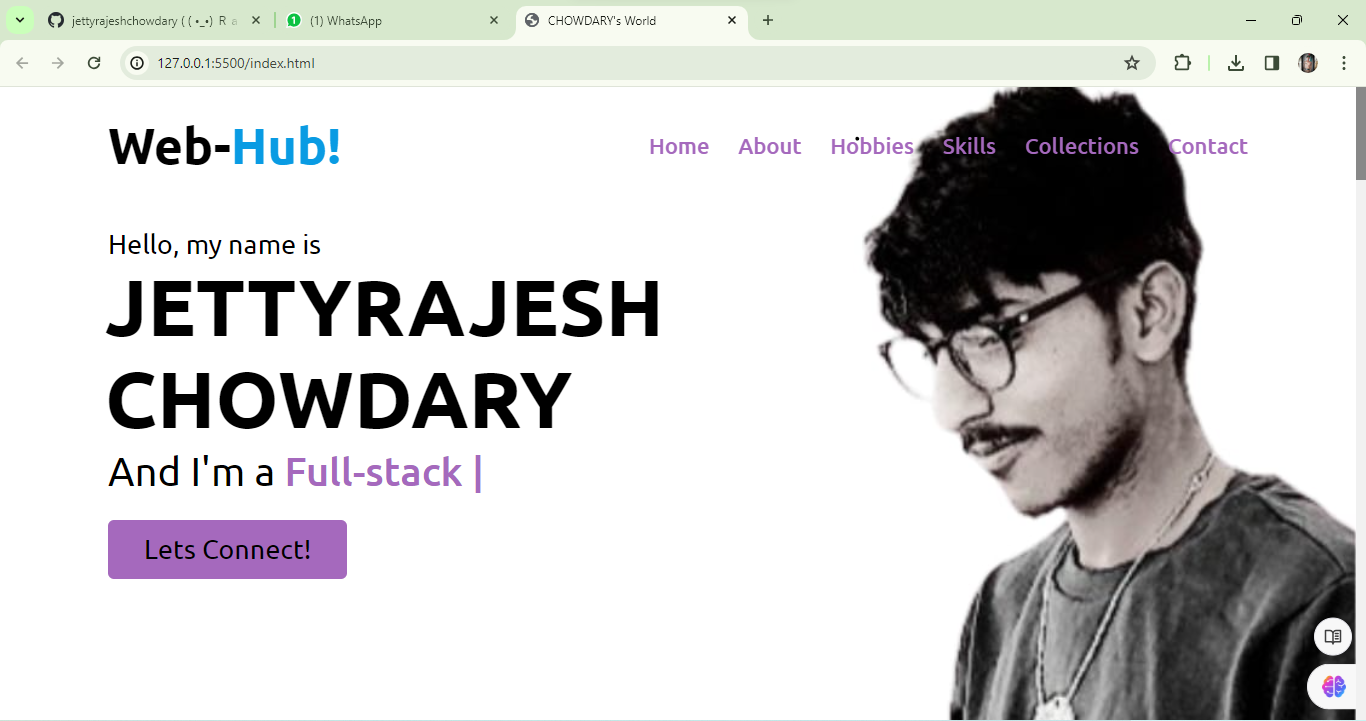 jettyrajeshchowdary ( ( •_•) R
(1) WhatsApp
CHOWDARY's World
127.0.0.1:5500/index.html
Web-Hub!
Home About Hobbies Skills Collections Contact
Hello, my name is
JETTYRAJESH
CHOWDARY
And I'm a Full-stack |
Lets Connect!